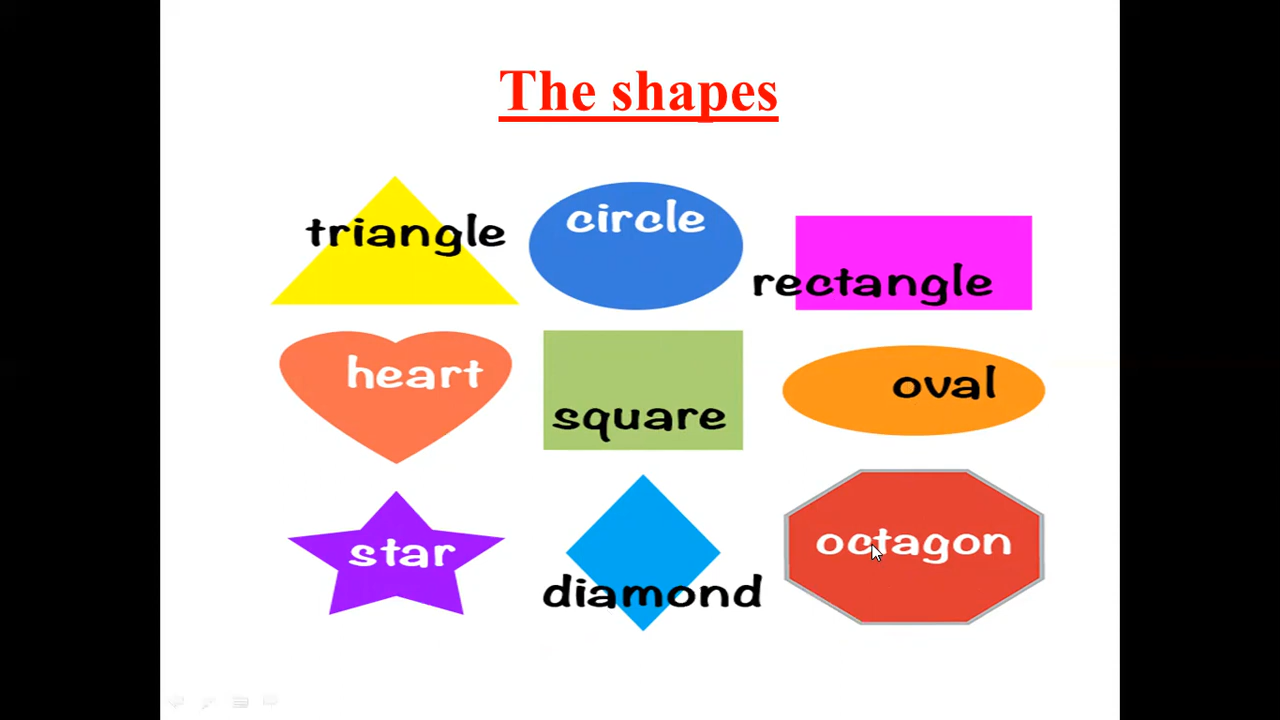 The shapes
triangle
circle
rectangle
heart
square
oval
star
diamond
octagon